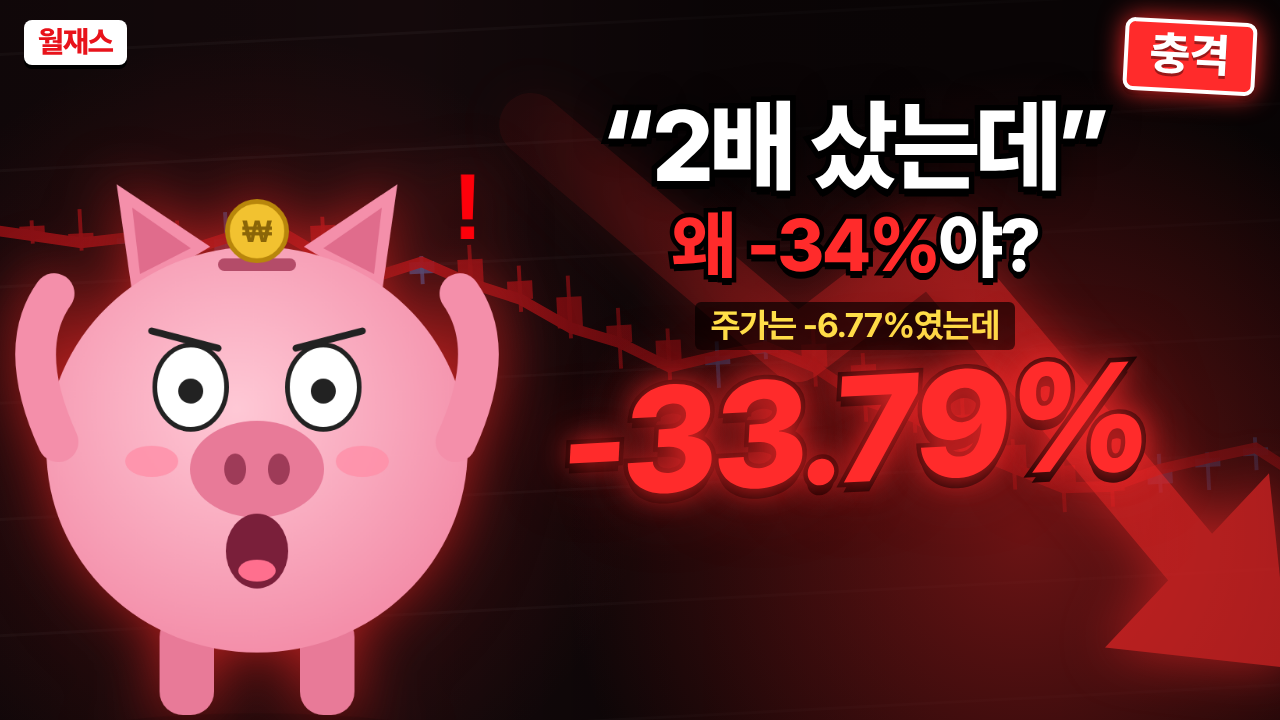 월재스
충격
“2배 샀는데”
왜 -34%야?
주가는 -6.77%였는데
-33.79%
!
₩